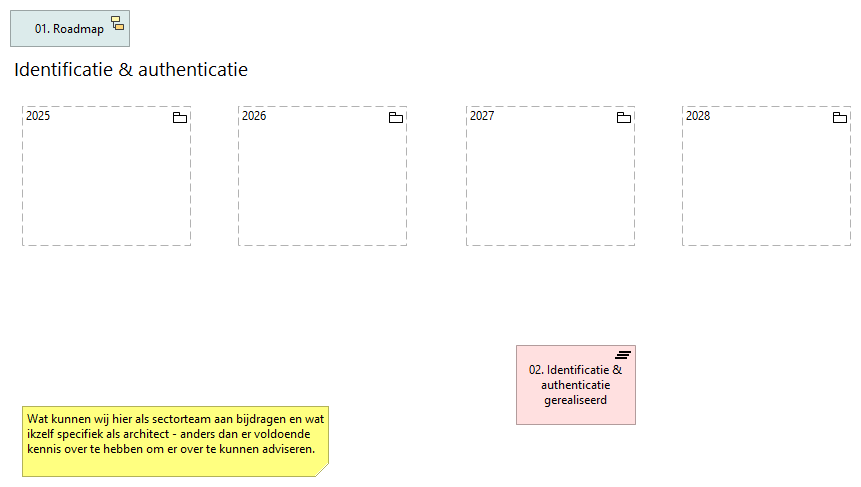 01. Roadmap
Identificatie & authenticatie
2025
2026
2027
2028
02. Identificatie &
authenticatie
gerealiseerd
Wat kunnen wij hier als sectorteam aan bijdragen en wat
ikzelf specifiek als architect - anders dan er voldoende
kennis over te hebben om er over te kunnen adviseren.